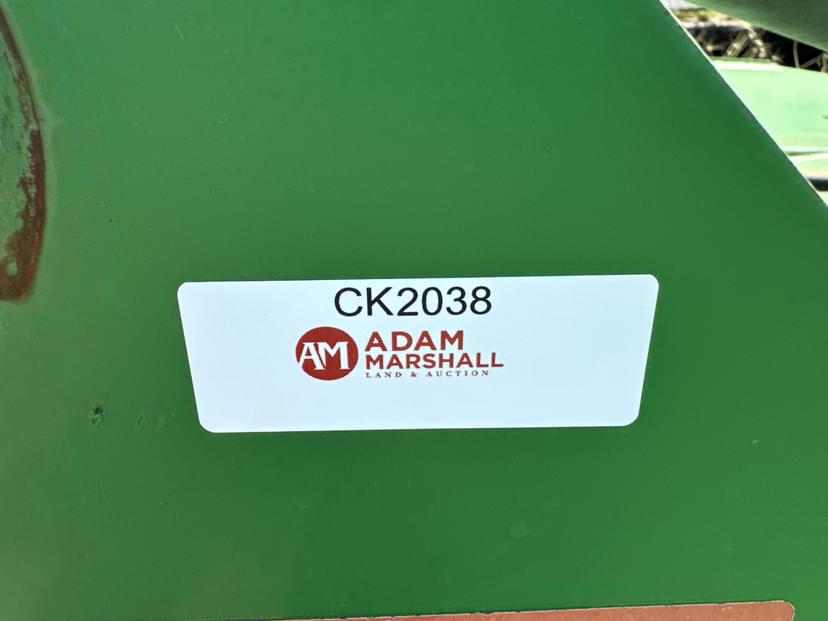 CK2038
AM
ADAM
MARSHALL
LAND & AUCTION